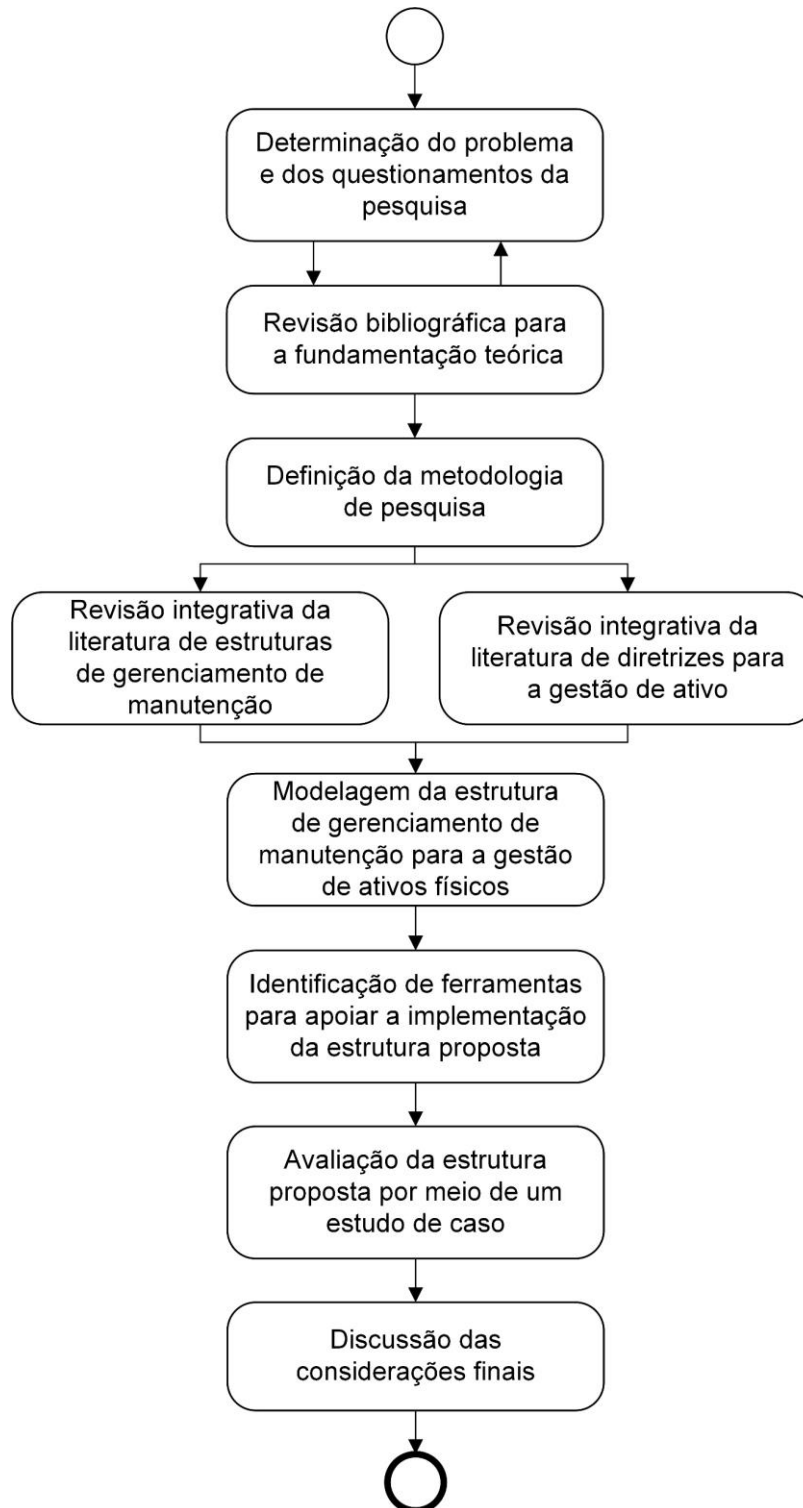 Determinação do problema
e dos questionamentos da
pesquisa
Revisão bibliográfica para
a fundamentação teórica
Definição da metodologia
de pesquisa
Revisão integrativa da
literatura de estruturas
de gerenciamento de
manutenção
Revisão integrativa da
literatura de diretrizes para
a gestão de ativo
Modelagem da estrutura
de gerenciamento de
manutenção para a gestão
de ativos físicos
Identificação de ferramentas
para apoiar a implementação
da estrutura proposta
Avaliação da estrutura
proposta por meio de um
estudo de caso
Discussão das
considerações finais